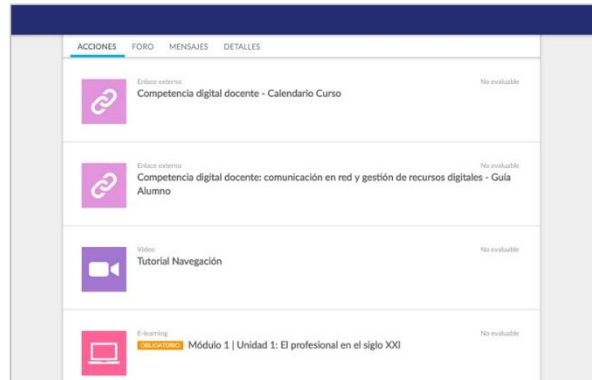 ACCIONES FORO MENSAJES DETALLES
Enlace externo No evaluable
Competencia digital docente - Calendario Curso
Enlace externo No evaluable
Competencia digital docente: comunicación en red y gestión de recursos digitales - Guía
Alumno
Video No evaluable
Tutorial Navegación
E-learning No evaluable
OBLIGATORIO Módulo 1 | Unidad 1: El profesional en el siglo XXI